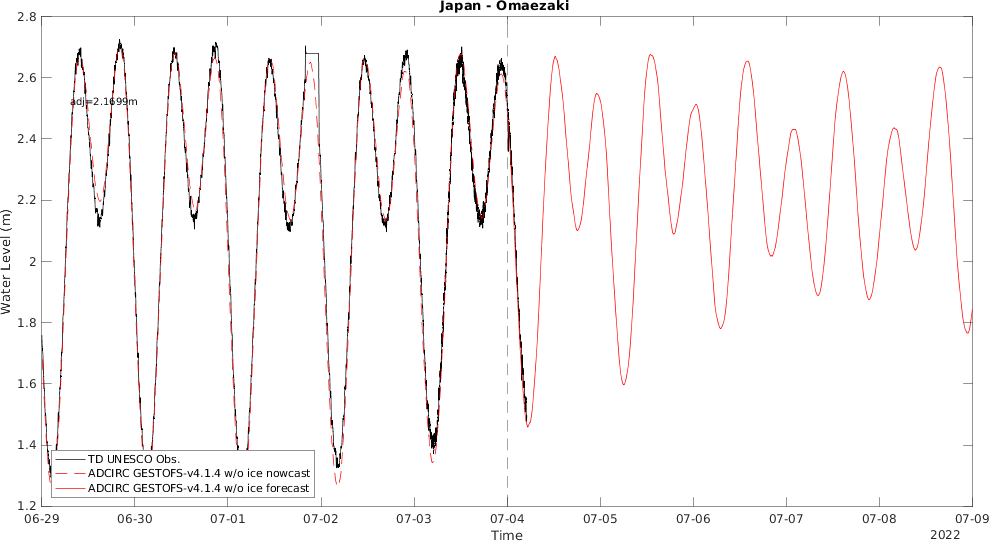 Japan - Omaezaki
2.8
2.6
adj=2.1699m
2.4
2.2
Water Level (m)
2
1.8
1.6
1.4
TD UNESCO Obs.
ADCIRC GESTOFS-v4.1.4 w/o ice nowcast
ADCIRC GESTOFS-v4.1.4 w/o ice forecast
1.2
06-29 06-30 07-01 07-02 07-03 07-04 07-05 07-06 07-07 07-08 07-09
Time
2022